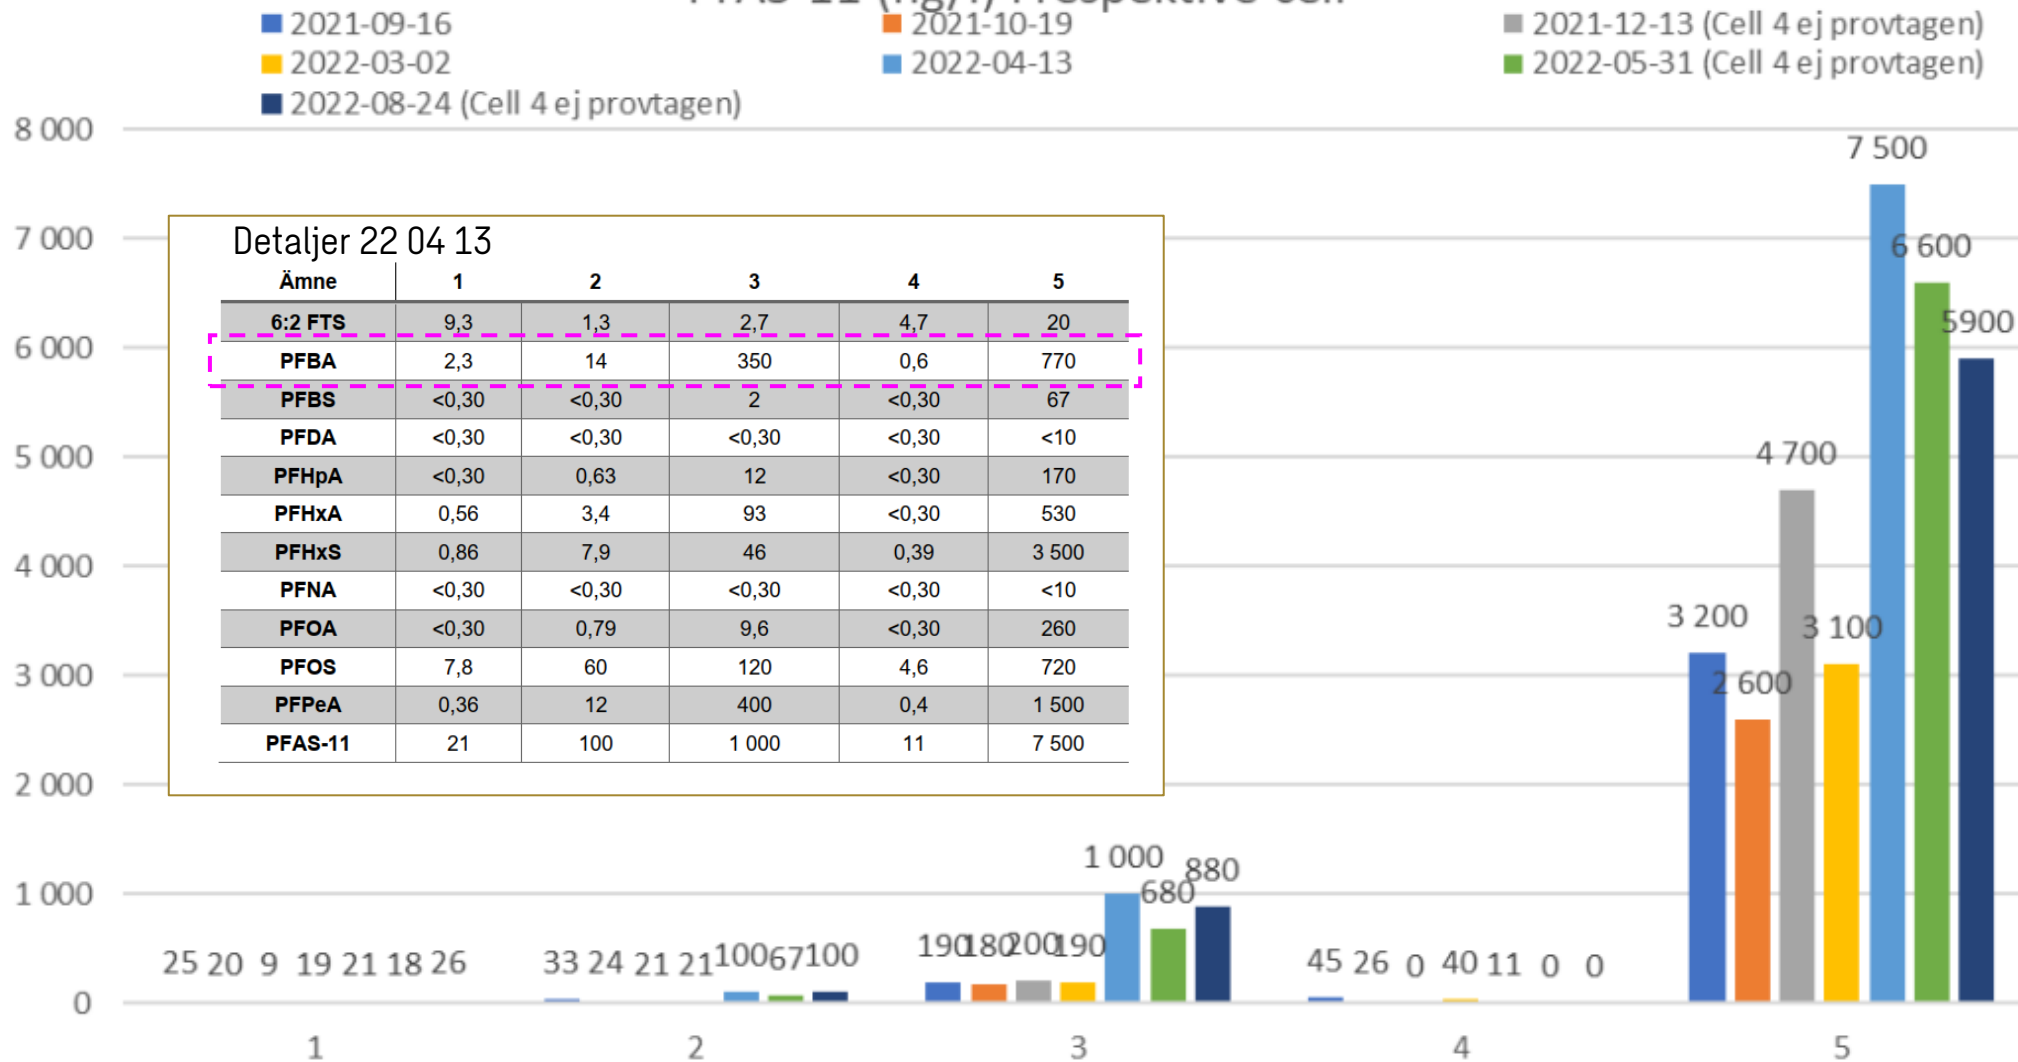 PFAS-11 (ng/l) i respektive cell
2021-09-16 2021-10-19 2021-12-13 (Cell 4 ej provtagen)
2022-03-02 2022-04-13 2022-05-31 (Cell 4 ej provtagen)
2022-08-24 (Cell 4 ej provtagen)
8 000
7 000
6 000
5 000
4 000
3 000
2 000
1 000
0
Detaljer 22 04 13
Ämne 1 2 3 4 5
6:2 FTS 9,3 1,3 2,7 4,7 20
PFBA 2,3 14 350 0,6 770
PFBS <0,30 <0,30 2 <0,30 67
PFDA <0,30 <0,30 <0,30 <0,30 <10
PFHpA <0,30 0,63 12 <0,30 170
PFHxA 0,56 3,4 93 <0,30 530
PFHxS 0,86 7,9 46 0,39 3 500
PFNA <0,30 <0,30 <0,30 <0,30 <10
PFOA <0,30 0,79 9,6 <0,30 260
PFOS 7,8 60 120 4,6 720
PFPeA 0,36 12 400 0,4 1 500
PFAS-11 21 100 1 000 11 7 500
25 20 9 19 21 18 26
33 24 21 21 100 67 100
190 180 200 190 1 000 680 880
45 26 0 40 11 0 0
3 200 2 600 4 700 3 100 7 500 6 600 5900
1 2 3 4 5